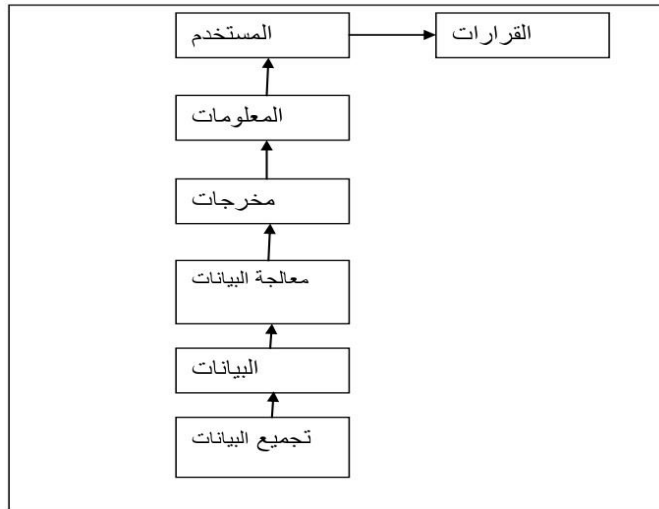 المستخدم
القرارات
المعلومات
مخرجات
معالجة البيانات
البيانات
تجميع البيانات